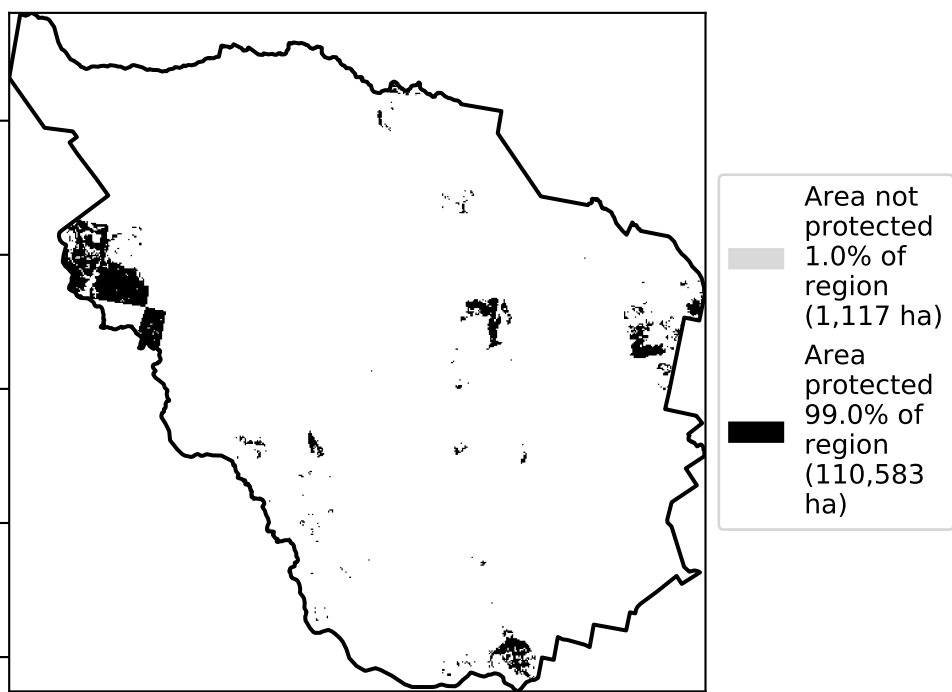 Area not
protected
1.0% of
region
(1,117 ha)
Area
protected
99.0% of
region
(110,583
ha)